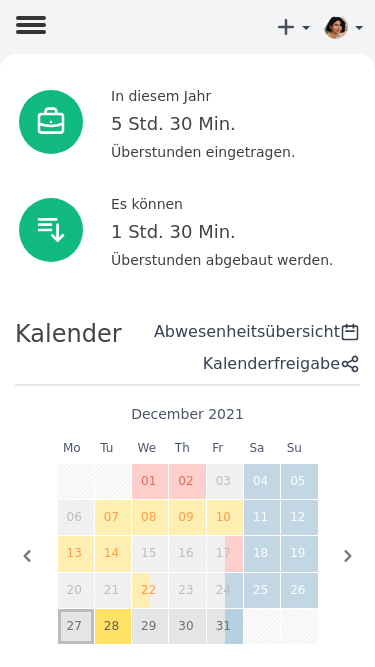 In diesem Jahr
5 Std. 30 Min.
Überstunden eingetragen.
Es können
1 Std. 30 Min.
Überstunden abgebaut werden.
Kalender
Abwesenheitsübersicht
Kalenderfreigabe
December 2021
Mo Tu We Th Fr Sa Su
01 02 03 04 05
06 07 08 09 10 11 12
13 14 15 16 17 18 19
20 21 22 23 24 25 26
27 28 29 30 31